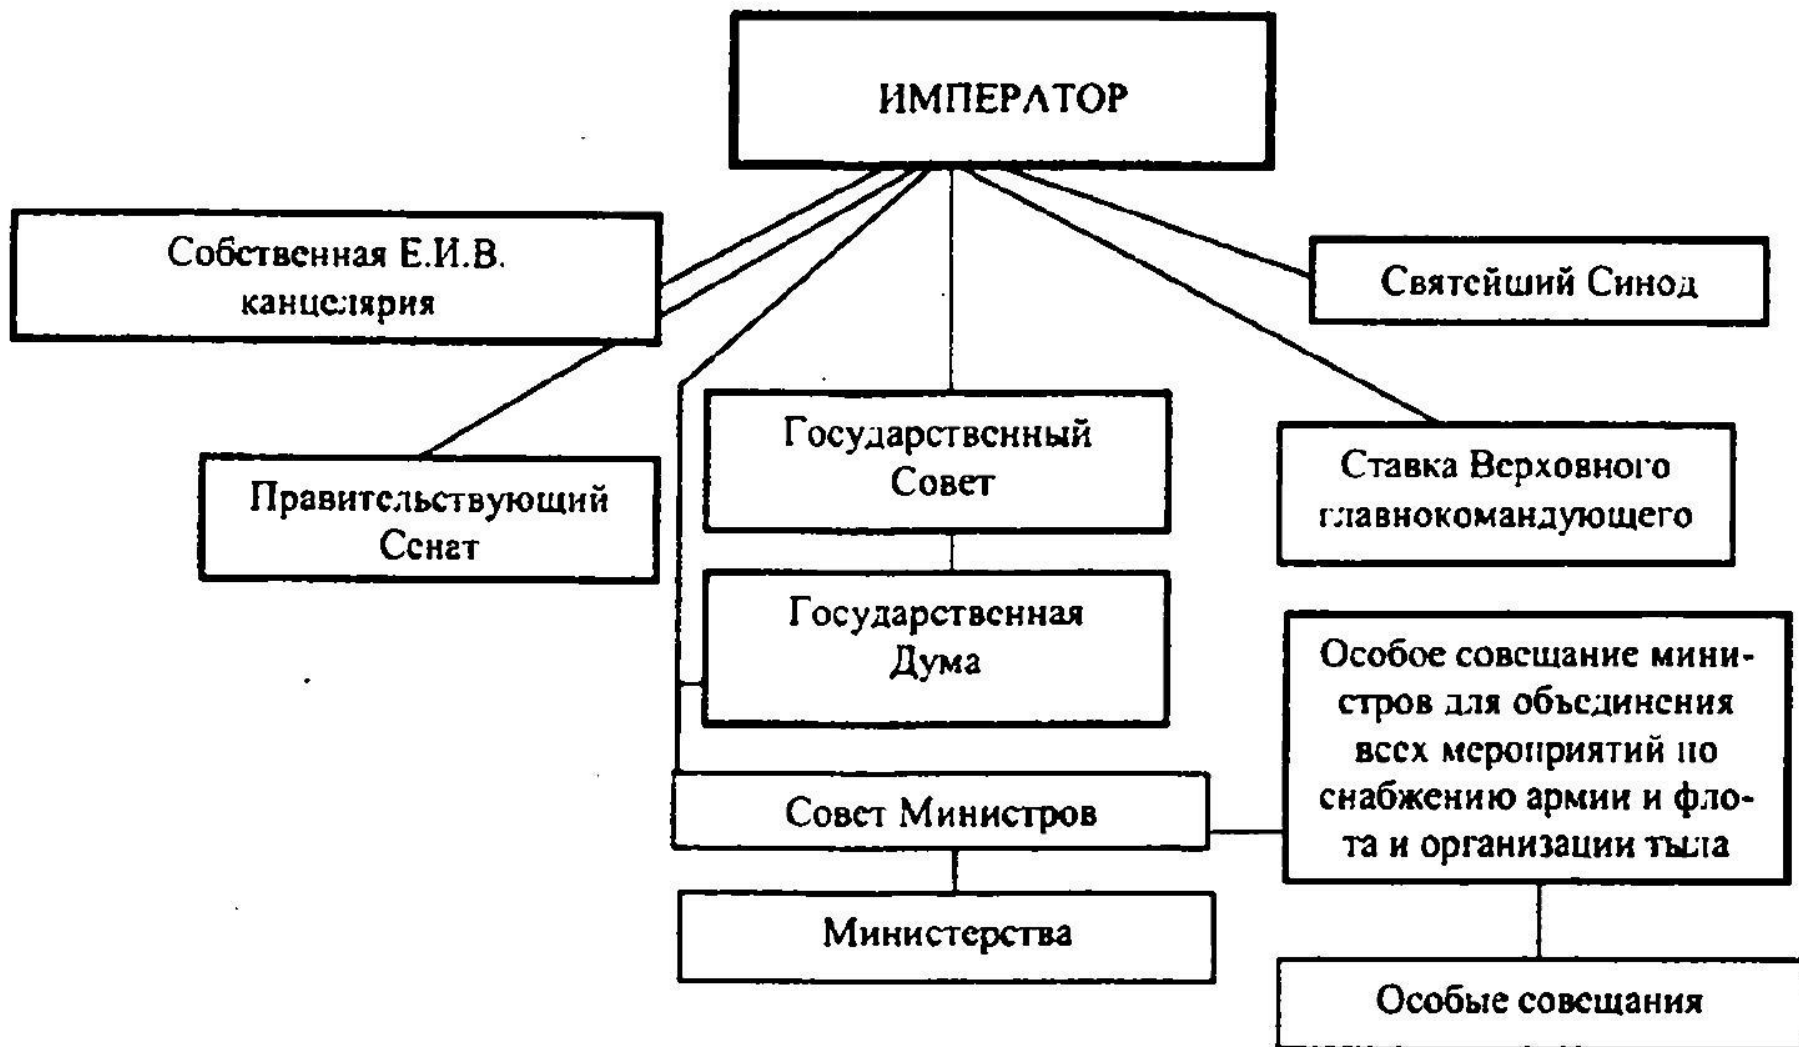 ИМПЕРАТОР
Собственная Е.И.В.
канцелярия
Святейший Синод
Государственный
Совет
Ставка Верховного
главнокомандующего
Правительствующий
Сенат
Государственная
Дума
Особое совещание мини-
стров для объединения
всех мероприятий по
снабжению армии и фло-
та и организации тыла
Совет Министров
Министерства
Особые совещания